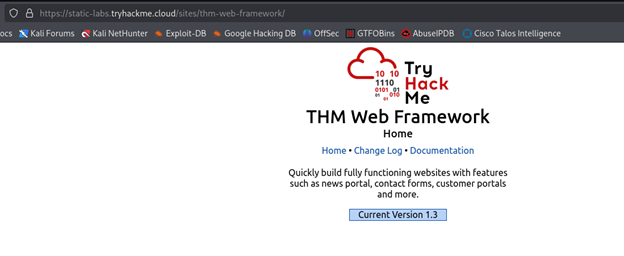 https://static-labs.tryhackme.cloud/sites/thm-web-framework/
ocs Kali Forums Kali NetHunter Exploit-DB Google Hacking DB OffSec GTFOBins AbuseIPDB Cisco Talos Intelligence
10 10
1110
0101 01
01 010
01
Try
Hack
Me
THM Web Framework
Home
Home • Change Log • Documentation
Quickly build fully functioning websites with features
such as news portal, contact forms, customer portals
and more.
Current Version 1.3